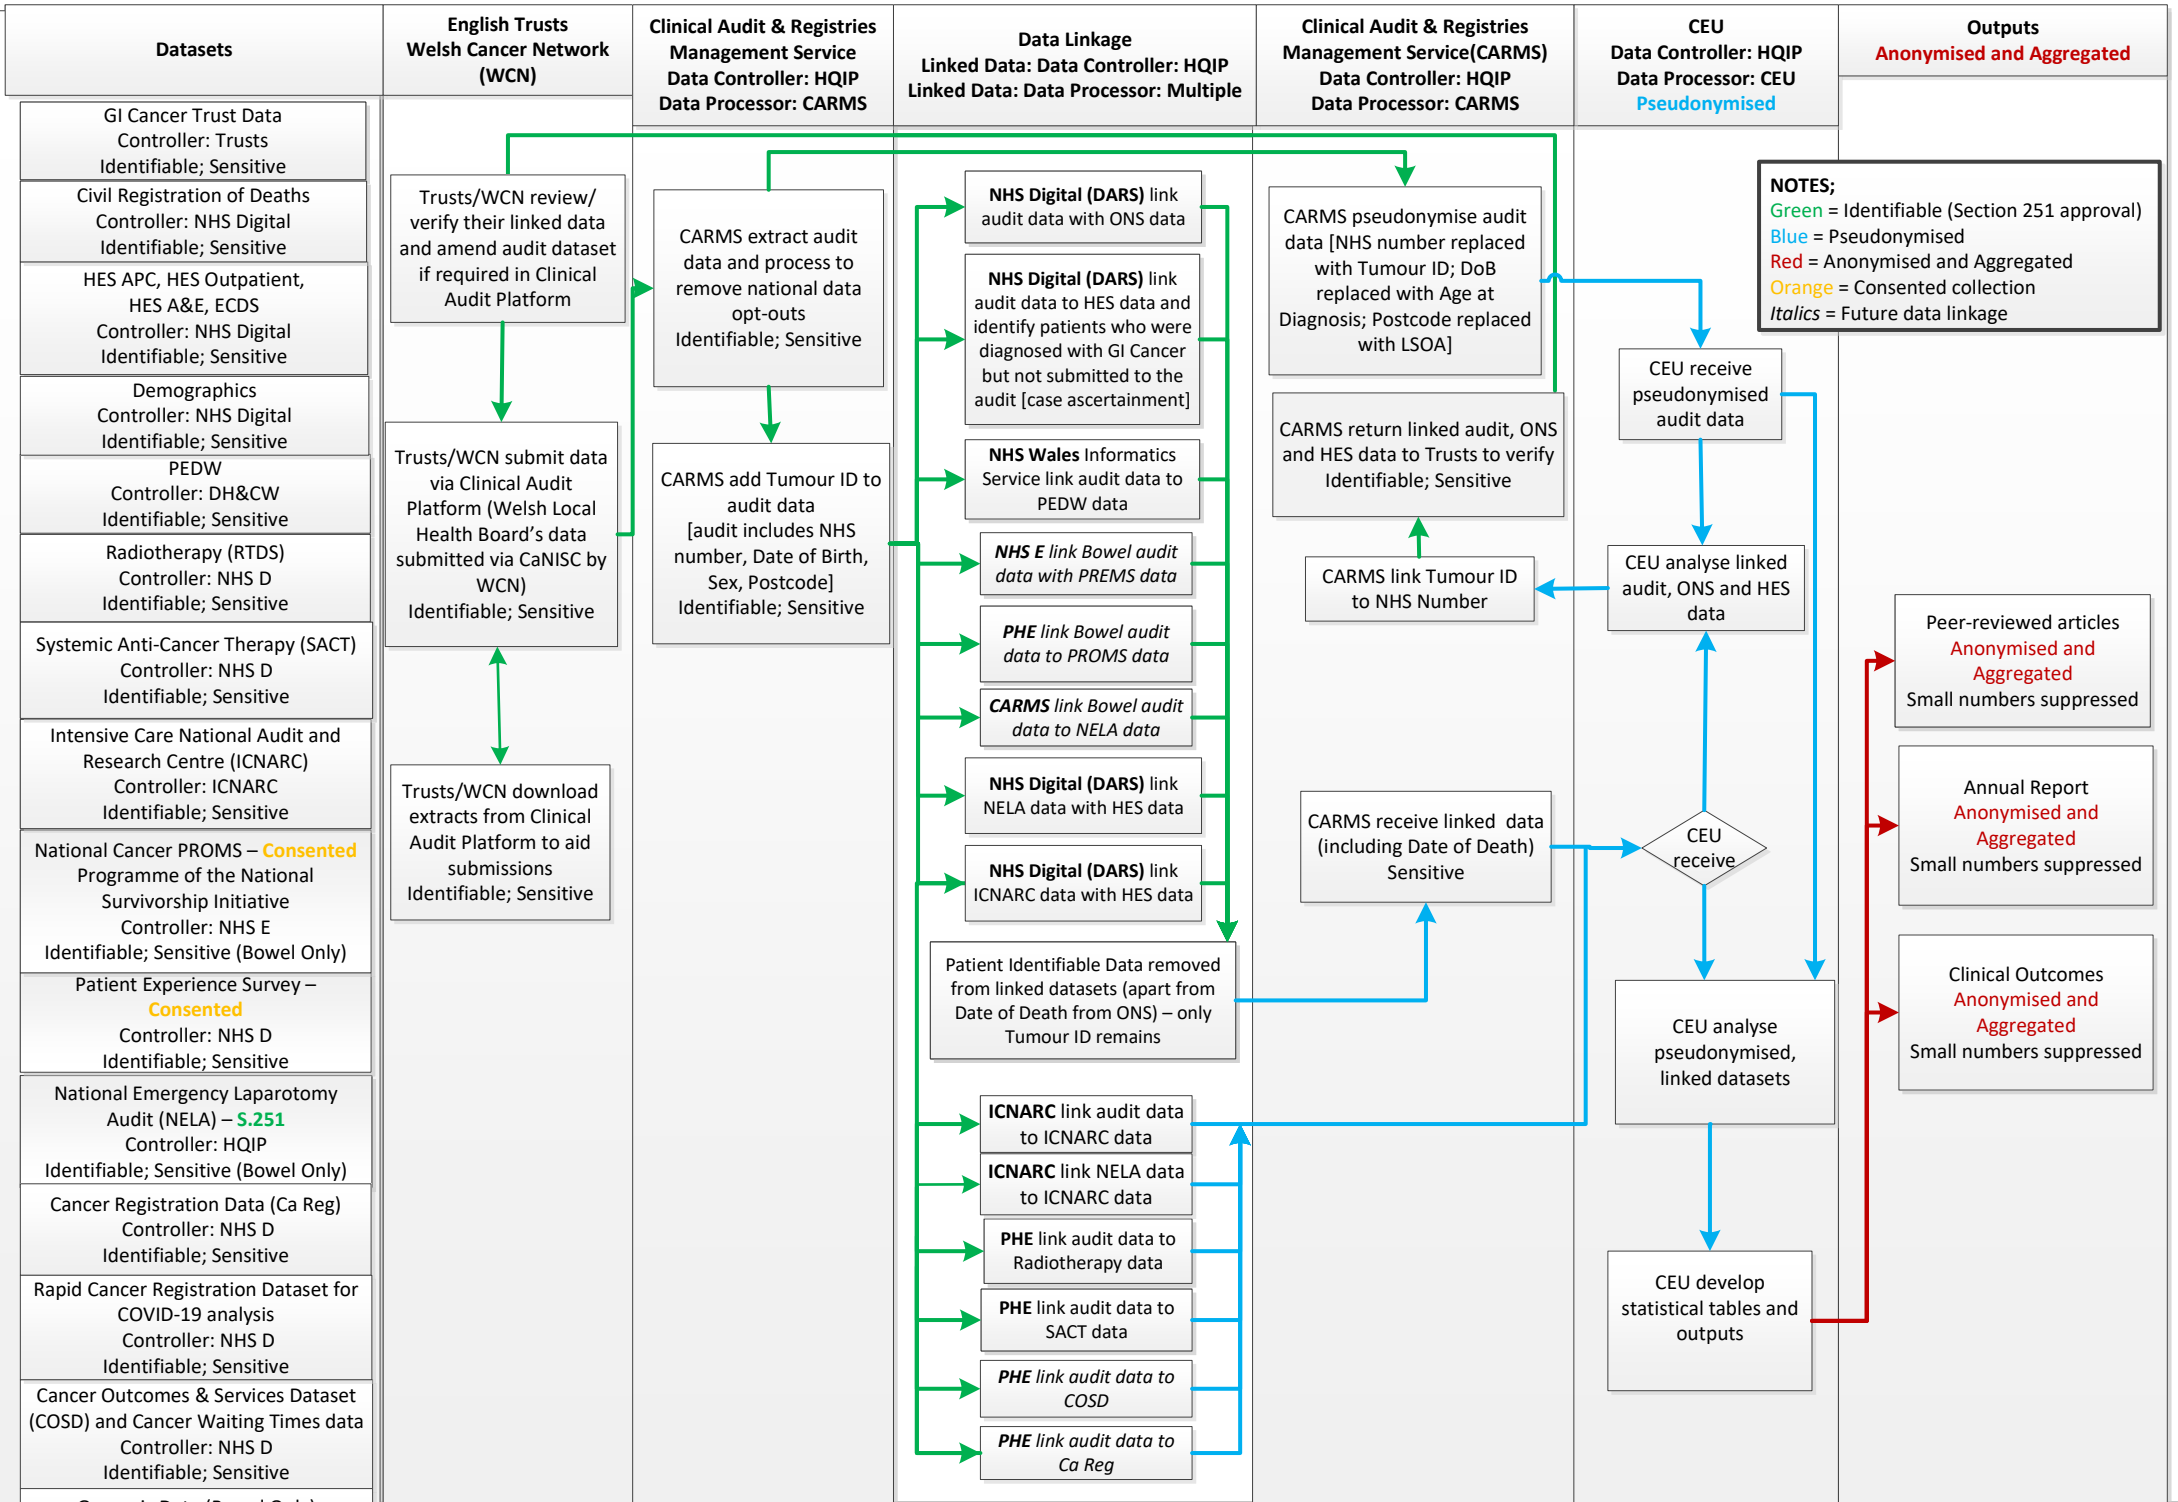 Datasets
English Trusts
Welsh Cancer Network
(WCN)
Clinical Audit & Registries
Management Service
Data Controller: HQIP
Data Processor: CARMS
Data Linkage
Linked Data: Data Controller: HQIP
Linked Data: Data Processor: Multiple
Clinical Audit & Registries
Management Service(CARMS)
Data Controller: HQIP
Data Processor: CARMS
CEU
Data Controller: HQIP
Data Processor: CEU
Pseudonymised
Outputs
Anonymised and Aggregated
GI Cancer Trust Data
Controller: Trusts
Identifiable; Sensitive
Civil Registration of Deaths
Controller: NHS Digital
Identifiable; Sensitive
HES APC, HES Outpatient,
HES A&E, ECDS
Controller: NHS Digital
Identifiable; Sensitive
Demographics
Controller: NHS Digital
Identifiable; Sensitive
PEDW
Controller: DH&CW
Identifiable; Sensitive
Radiotherapy (RTDS)
Controller: NHS D
Identifiable; Sensitive
Systemic Anti-Cancer Therapy (SACT)
Controller: NHS D
Identifiable; Sensitive
Intensive Care National Audit and
Research Centre (ICNARC)
Controller: ICNARC
Identifiable; Sensitive
National Cancer PROMS – Consented
Programme of the National
Survivorship Initiative
Controller: NHS E
Identifiable; Sensitive (Bowel Only)
Patient Experience Survey –
Consented
Controller: NHS D
Identifiable; Sensitive
National Emergency Laparotomy
Audit (NELA) – S.251
Controller: HQIP
Identifiable; Sensitive (Bowel Only)
Cancer Registration Data (Ca Reg)
Controller: NHS D
Identifiable; Sensitive
Rapid Cancer Registration Dataset for
COVID-19 analysis
Controller: NHS D
Identifiable; Sensitive
Cancer Outcomes & Services Dataset
(COSD) and Cancer Waiting Times data
Controller: NHS D
Identifiable; Sensitive
Trusts/WCN review/
verify their linked data
and amend audit dataset
if required in Clinical
Audit Platform
Trusts/WCN submit data
via Clinical Audit
Platform (Welsh Local
Health Board’s data
submitted via CaNISC by
WCN)
Identifiable; Sensitive
Trusts/WCN download
extracts from Clinical
Audit Platform to aid
submissions
Identifiable; Sensitive
CARMS extract audit
data and process to
remove national data
opt-outs
Identifiable; Sensitive
CARMS add Tumour ID to
audit data
[audit includes NHS
number, Date of Birth,
Sex, Postcode]
Identifiable; Sensitive
NHS Digital (DARS) link
audit data with ONS data
NHS Digital (DARS) link
audit data to HES data and
identify patients who were
diagnosed with GI Cancer
but not submitted to the
audit [case ascertainment]
NHS Wales Informatics
Service link audit data to
PEDW data
NHS E link Bowel audit
data with PREMS data
PHE link Bowel audit
data to PROMS data
CARMS link Bowel audit
data to NELA data
NHS Digital (DARS) link
NELA data with HES data
NHS Digital (DARS) link
ICNARC data with HES data
Patient Identifiable Data removed
from linked datasets (apart from
Date of Death from ONS) – only
Tumour ID remains
ICNARC link audit data
to ICNARC data
ICNARC link NELA data
to ICNARC data
PHE link audit data to
Radiotherapy data
PHE link audit data to
SACT data
PHE link audit data to
COSD
PHE link audit data to
Ca Reg
CARMS pseudonymise audit
data [NHS number replaced
with Tumour ID; DoB
replaced with Age at
Diagnosis; Postcode replaced
with LSOA]
CARMS return linked audit, ONS
and HES data to Trusts to verify
Identifiable; Sensitive
CARMS link Tumour ID
to NHS Number
CARMS receive linked data
(including Date of Death)
Sensitive
CEU receive
pseudonymised
audit data
CEU analyse linked
audit, ONS and HES
data
CEU
receive
CEU analyse
pseudonymised,
linked datasets
CEU develop
statistical tables and
outputs
NOTES;
Green = Identifiable (Section 251 approval)
Blue = Pseudonymised
Red = Anonymised and Aggregated
Orange = Consented collection
Italics = Future data linkage
Peer-reviewed articles
Anonymised and
Aggregated
Small numbers suppressed
Annual Report
Anonymised and
Aggregated
Small numbers suppressed
Clinical Outcomes
Anonymised and
Aggregated
Small numbers suppressed